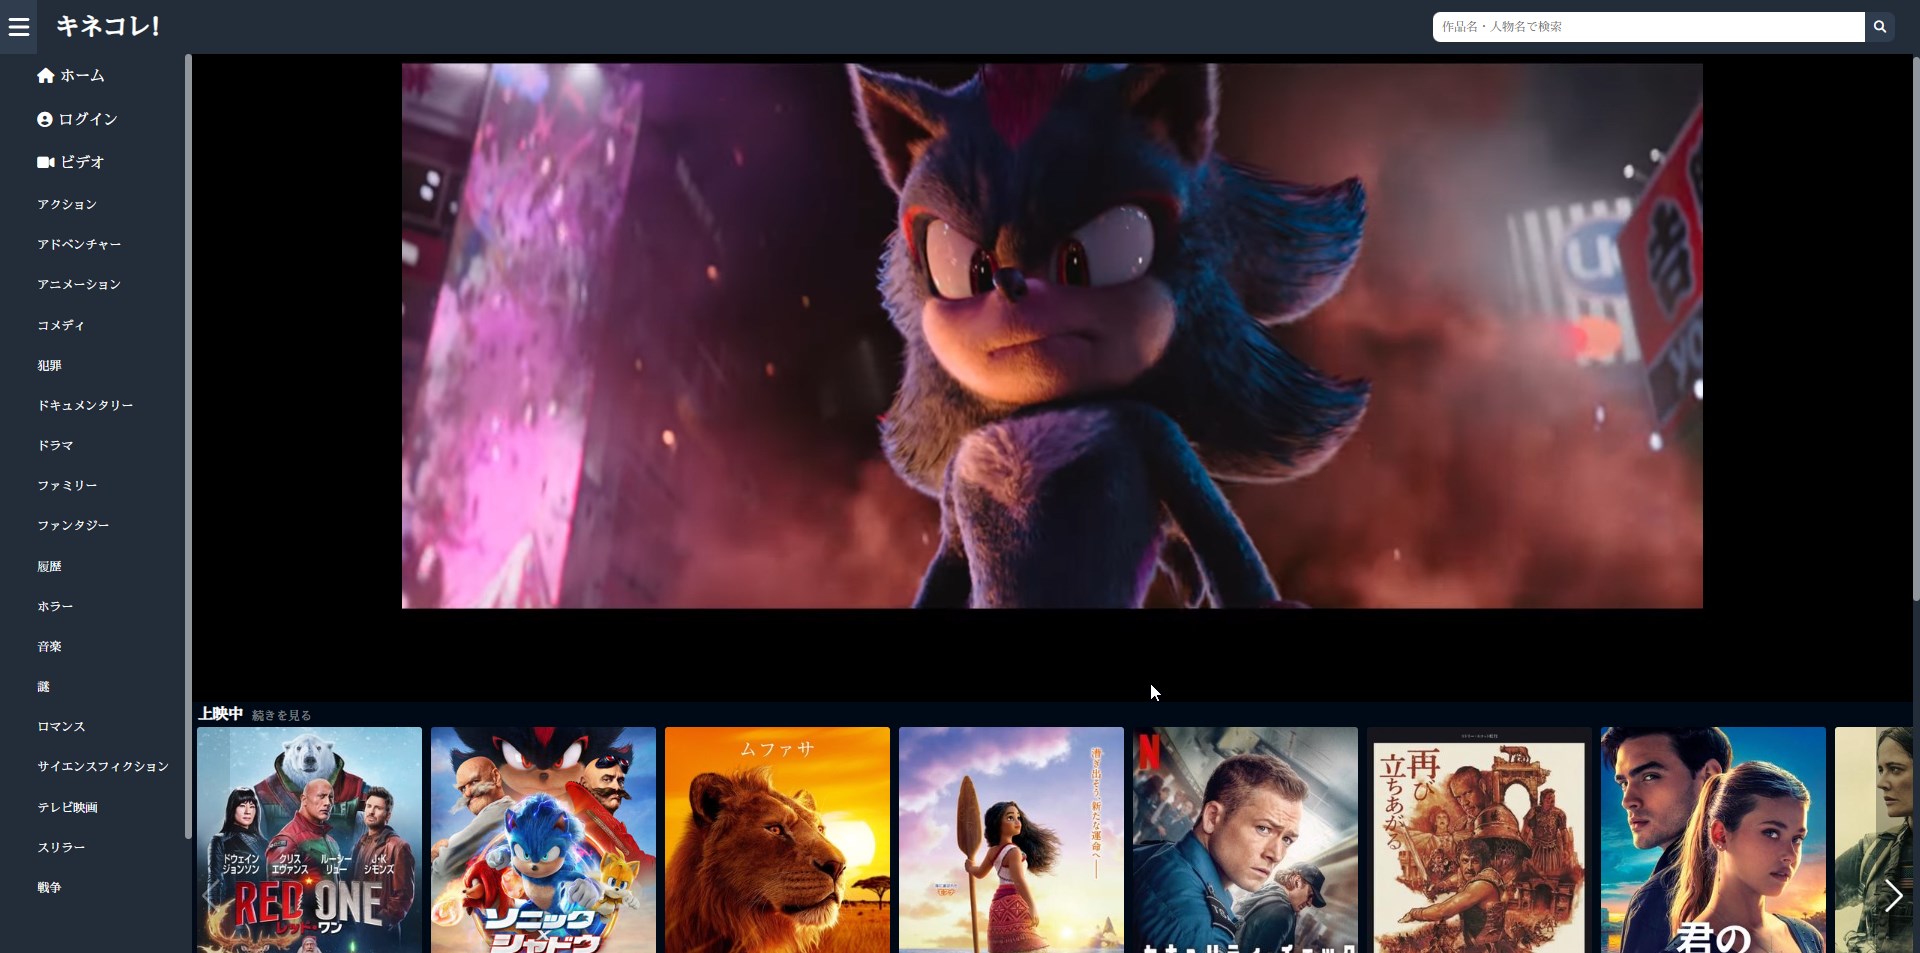 キネコレ!
作品名・人物名で検索
ホーム
ログイン
ビデオ
アクション
アドベンチャー
アニメーション
コメディ
犯罪
ドキュメンタリー
ドラマ
ファミリー
ファンタジー
履歴
ホラー
音楽
謎
ロマンス
サイエンスフィクション
テレビ映画
スリラー
戦争
上映中 続きを見る
ドウェイン ジョンソン
クリス エヴァンス
ルーシー リュー
J・K シモンズ
RED ONE
レッド・ワン
ソニック
×
シャドウ
ムファサ
N
再び
立ちあがる
君の